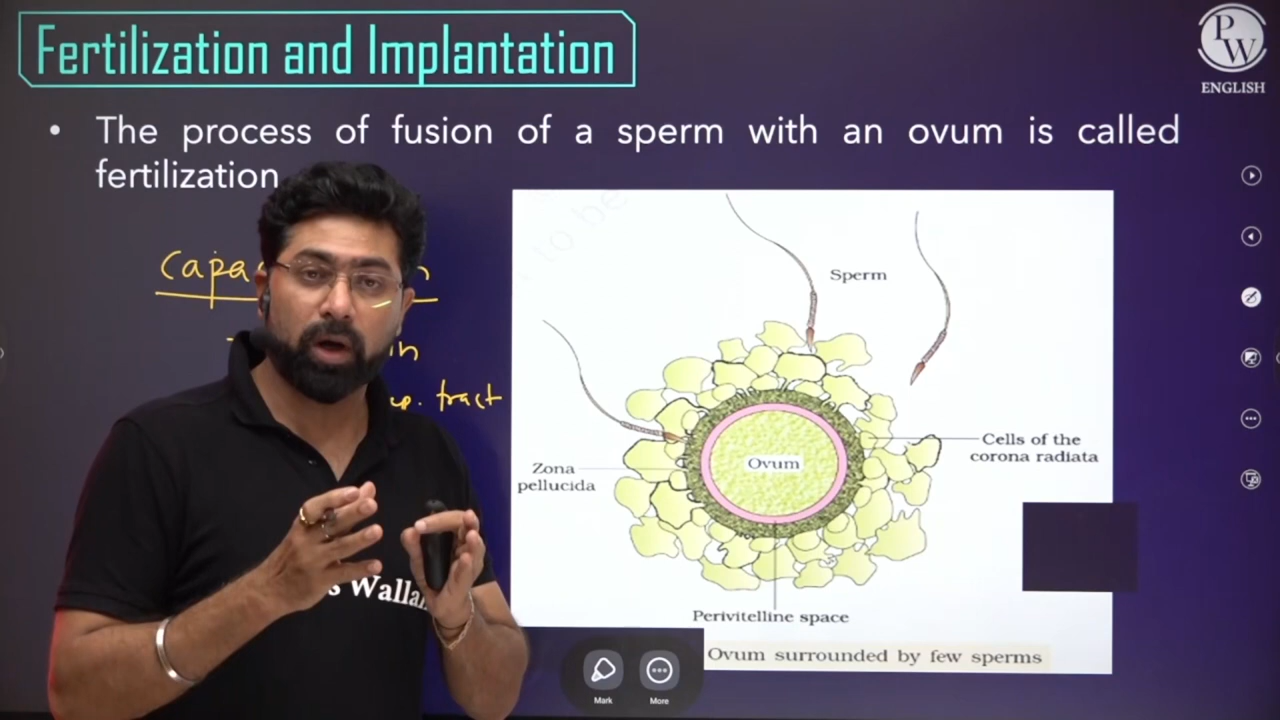 Fertilization and Implantation
PW
ENGLISH
• The process of fusion of a sperm with an ovum is called
fertilization
Sperm
tract
Cells of the
corona radiata
Ovum
Zona
pellucida
Wallah
Perivitelline space
Ovum surrounded by few sperms
Mark
More